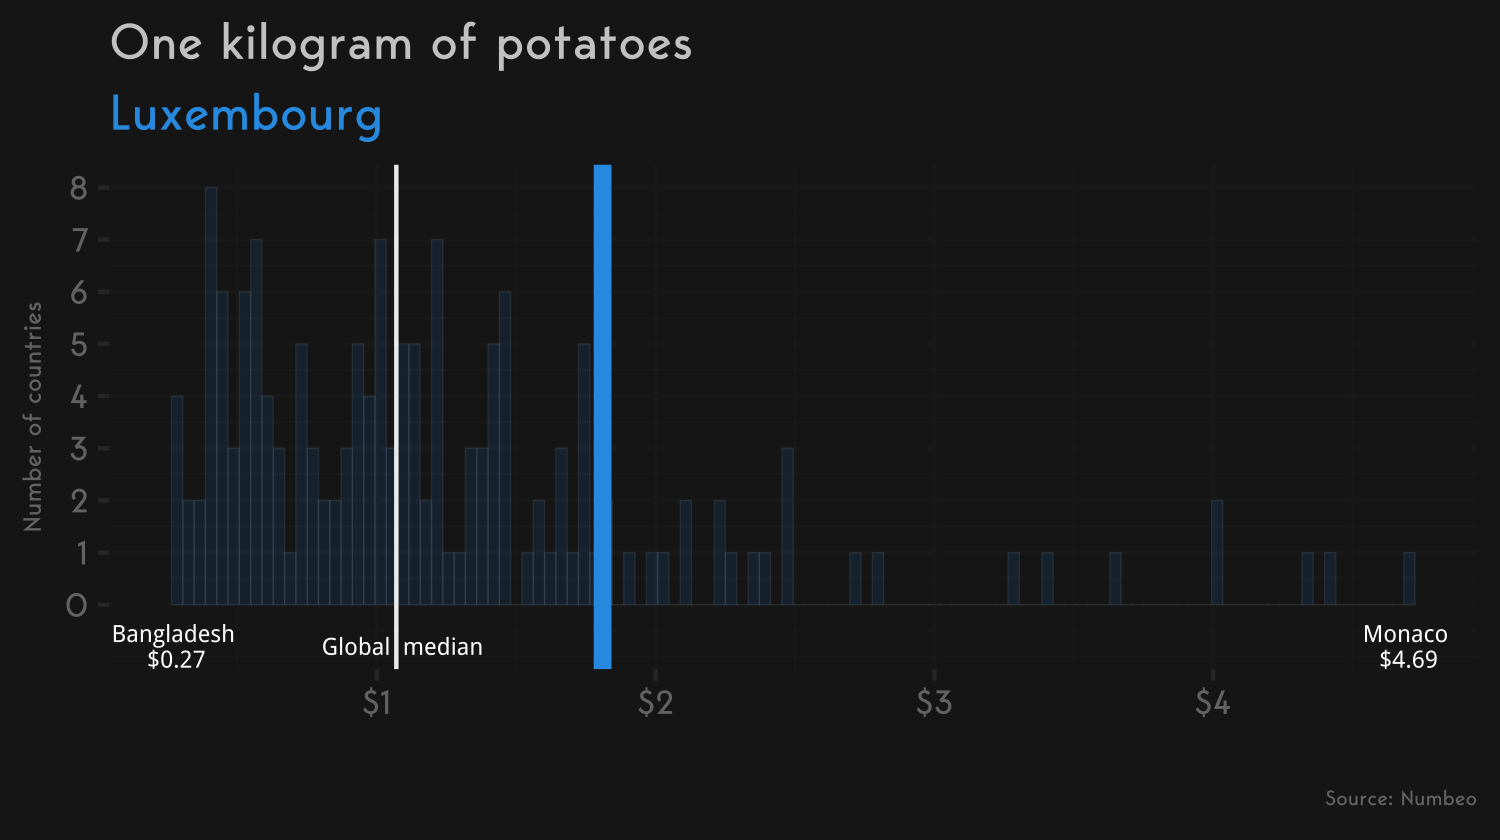 One kilogram of potatoes
Luxembourg
Number of countries
8
7
6
5
4
3
2
1
0
Bangladesh
$0.27
Global median
Monaco
$4.69
$1
$2
$3
$4
Source: Numbeo